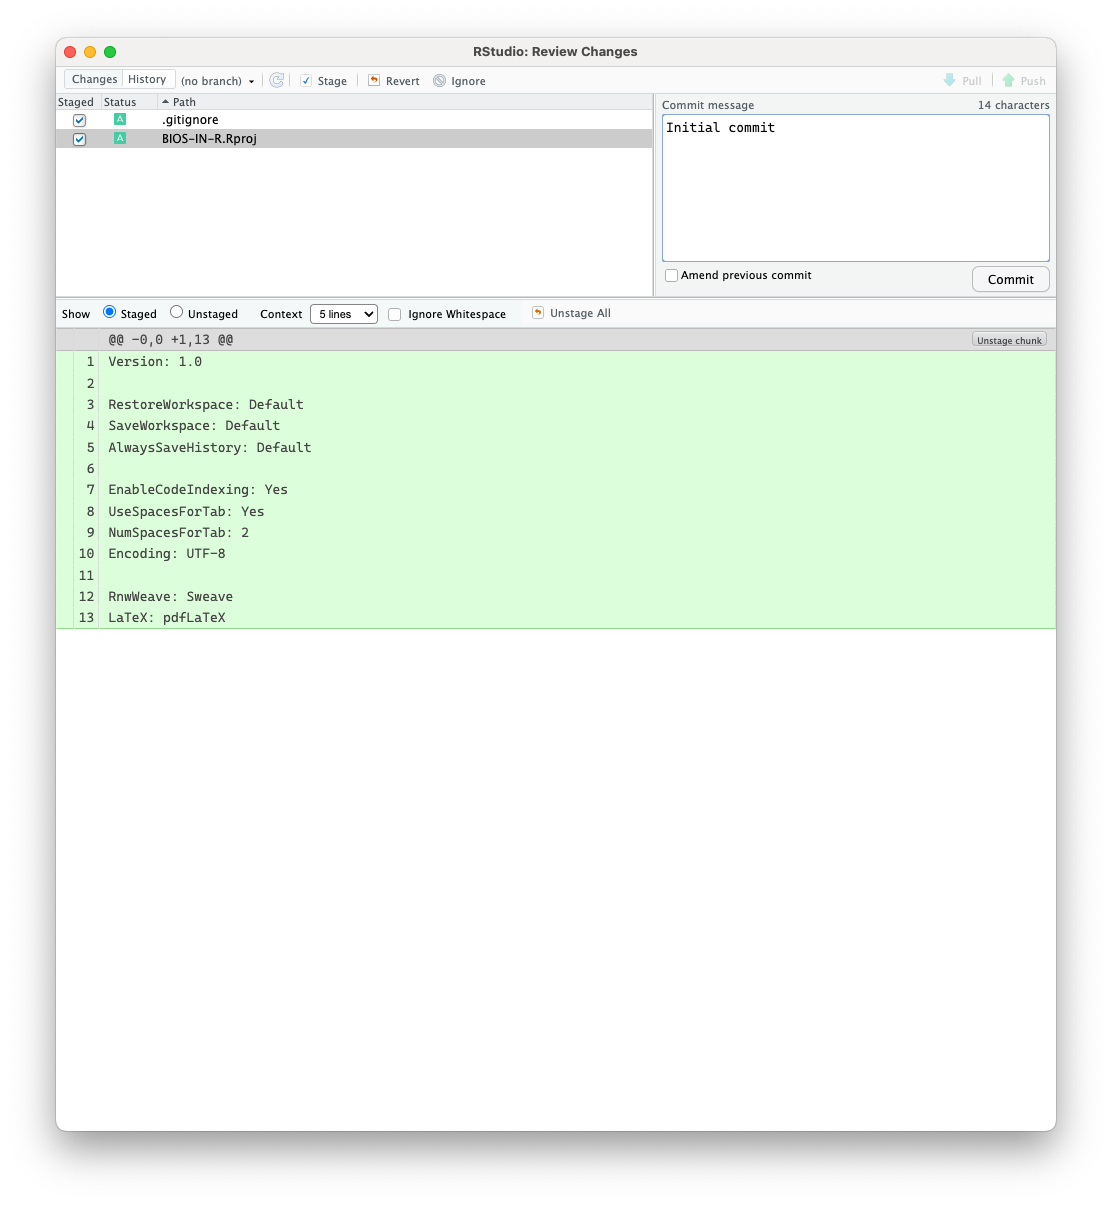 RStudio: Review Changes
Changes History (no branch) Stage Revert Ignore Pull Push
Staged Status Path
A .gitignore
A BIOS-IN-R.Rproj
Commit message 14 characters
Initial commit
Amend previous commit
Commit
Show Staged Unstaged Context 5 lines Ignore Whitespace Unstage All
@@ -0,0 +1,13 @@ Unstage chunk
1 Version: 1.0
2
3 RestoreWorkspace: Default
4 SaveWorkspace: Default
5 AlwaysSaveHistory: Default
6
7 EnableCodeIndexing: Yes
8 UseSpacesForTab: Yes
9 NumSpacesForTab: 2
10 Encoding: UTF-8
11
12 RnwWeave: Sweave
13 LaTeX: pdfLaTeX